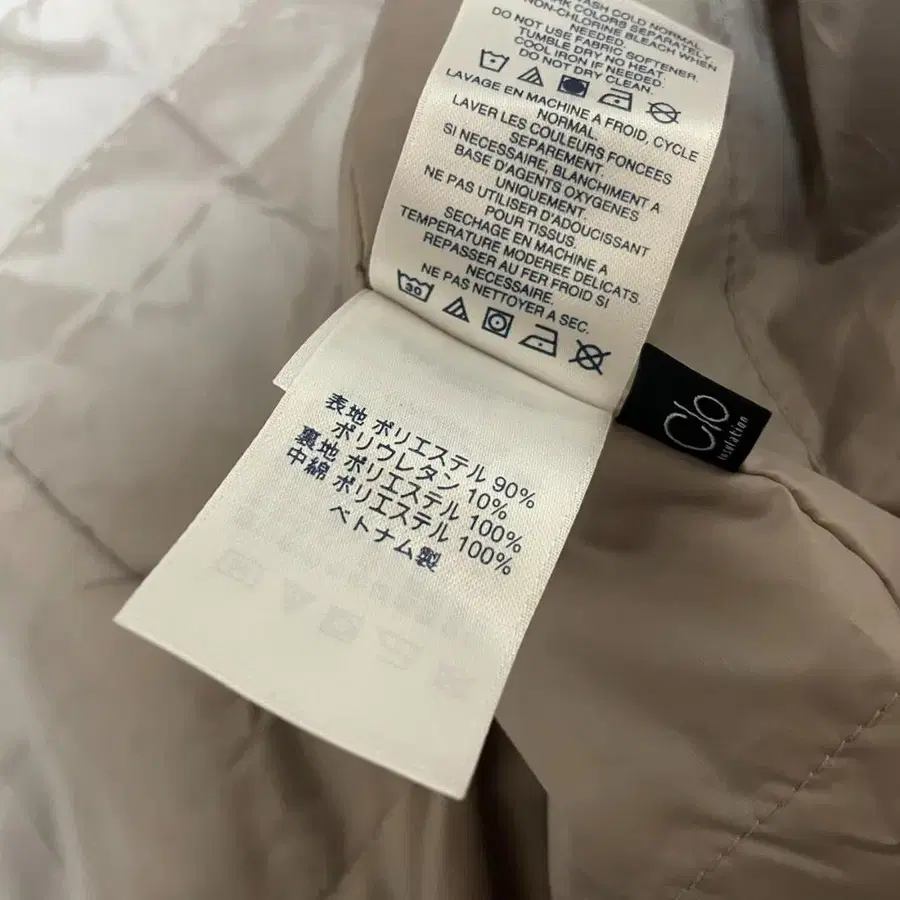 WASH COLD NORMAL.
DARK COLORS SEPARATELY.
NON-CHLORINE BLEACH WHEN
NEEDED.
DO NOT USE FABRIC SOFTENER.
TUMBLE DRY NO HEAT.
COOL IRON IF NEEDED.
DO NOT DRY CLEAN.
LAVAGE EN MACHINE A FROID, CYCLE
NORMAL.
LAVER LES COULEURS FONCEES
SEPAREMENT.
SI NECESSAIRE, BLANCHIMENT A
BASE D'AGENTS OXYGENES
UNIQUEMENT.
NE PAS UTILISER D'ADOUCISSANT
POUR TISSUS.
SECHAGE EN MACHINE A
TEMPERATURE MODEREE DELICATS.
REPASSER AU FER FROID SI
NECESSAIRE.
NE PAS NETTOYER A SEC.
30
表地 ポリエステル 90%
ポリウレタン 10%
裏地 ポリエステル 100%
中綿 ポリエステル 100%
ベトナム製
Clo
insulation